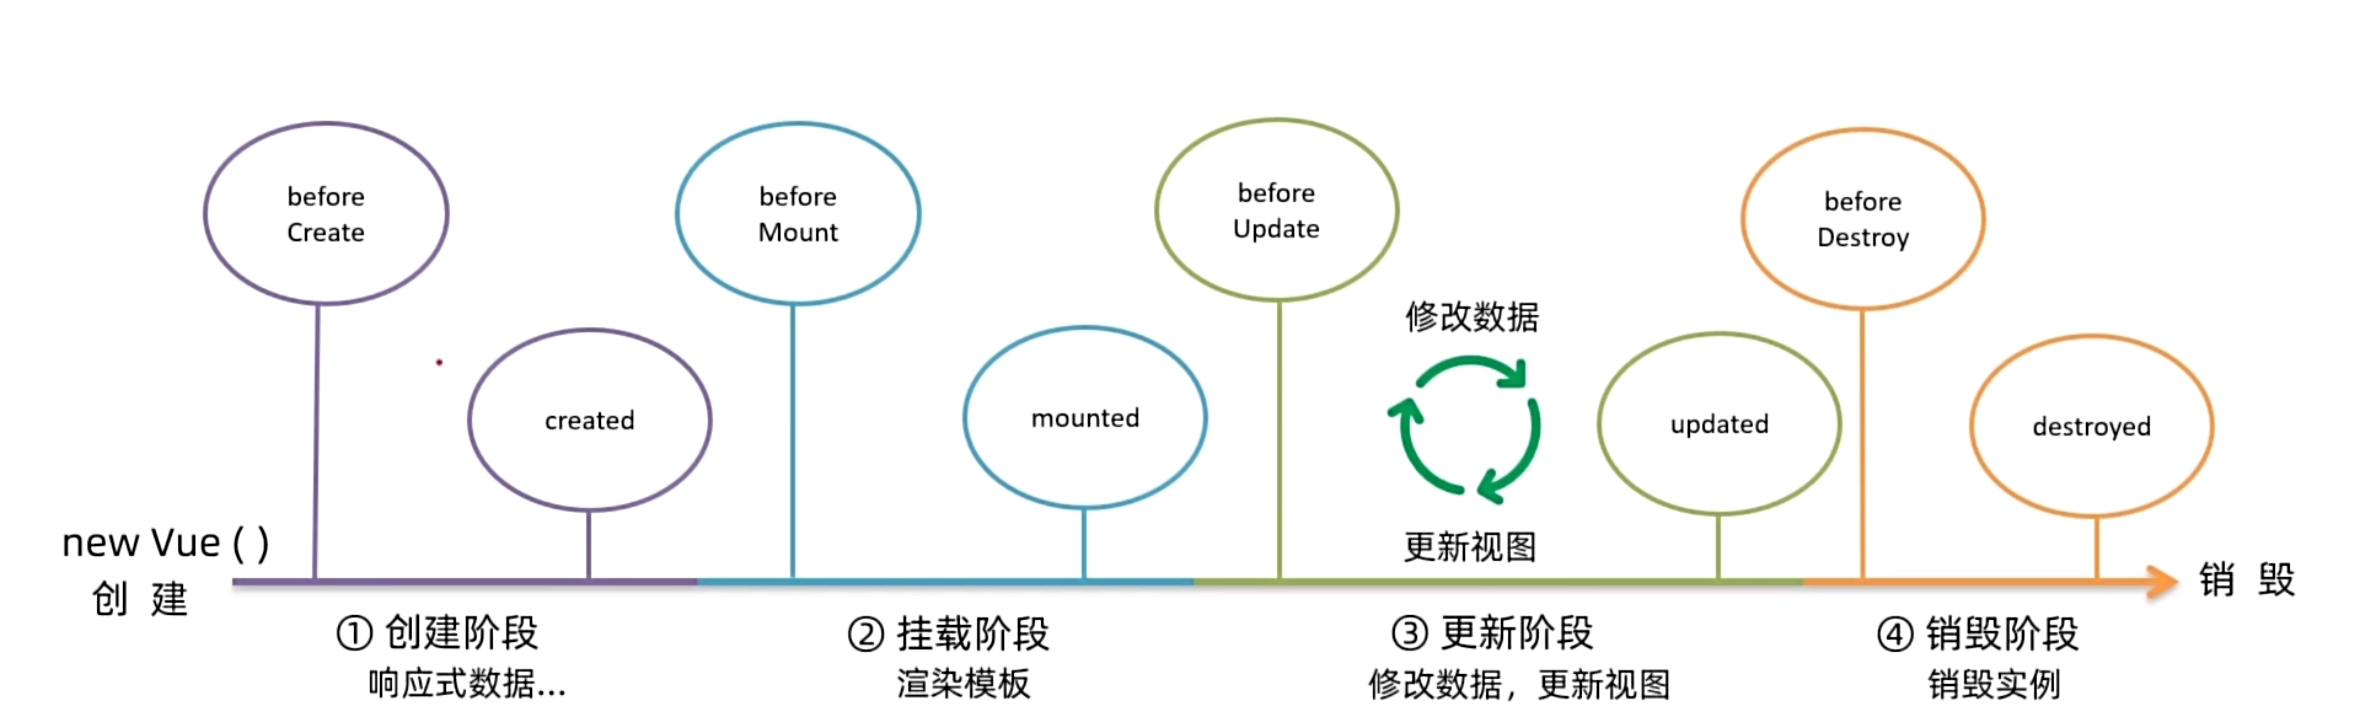 before
Create
created
before
Mount
mounted
before
Update
修改数据
更新视图
updated
before
Destroy
destroyed
new Vue ( )
创 建
销 毁
① 创建阶段
响应式数据...
② 挂载阶段
渲染模板
③ 更新阶段
修改数据，更新视图
④ 销毁阶段
销毁实例